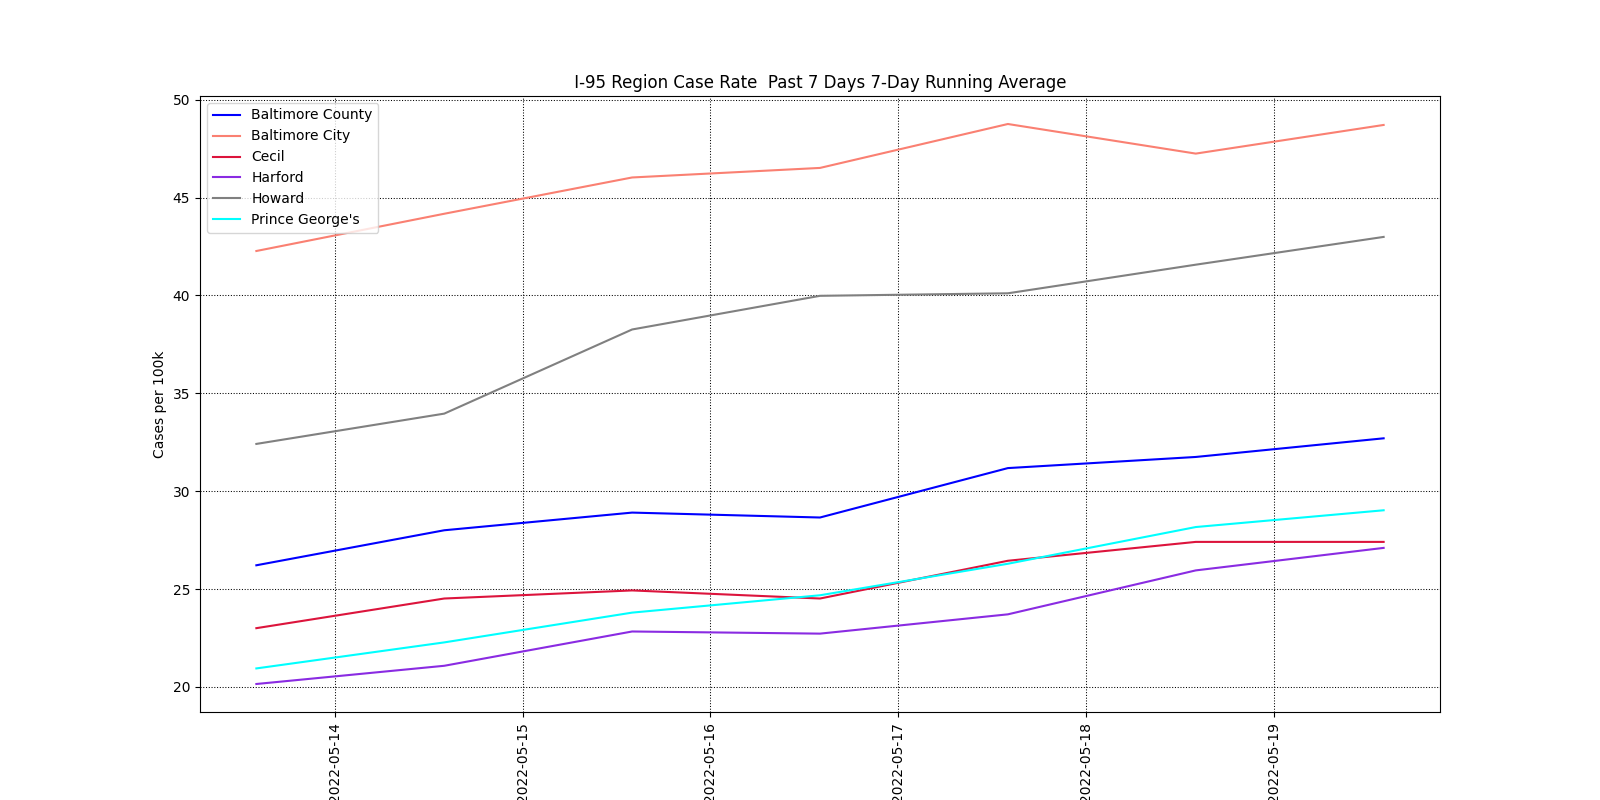 I-95 Region Case Rate  Past 7 Days 7-Day Running Average
Baltimore County
Baltimore City
Cecil
Harford
Howard
Prince George's
Cases per 100k
50
45
40
35
30
25
20
2022-05-14
2022-05-15
2022-05-16
2022-05-17
2022-05-18
2022-05-19